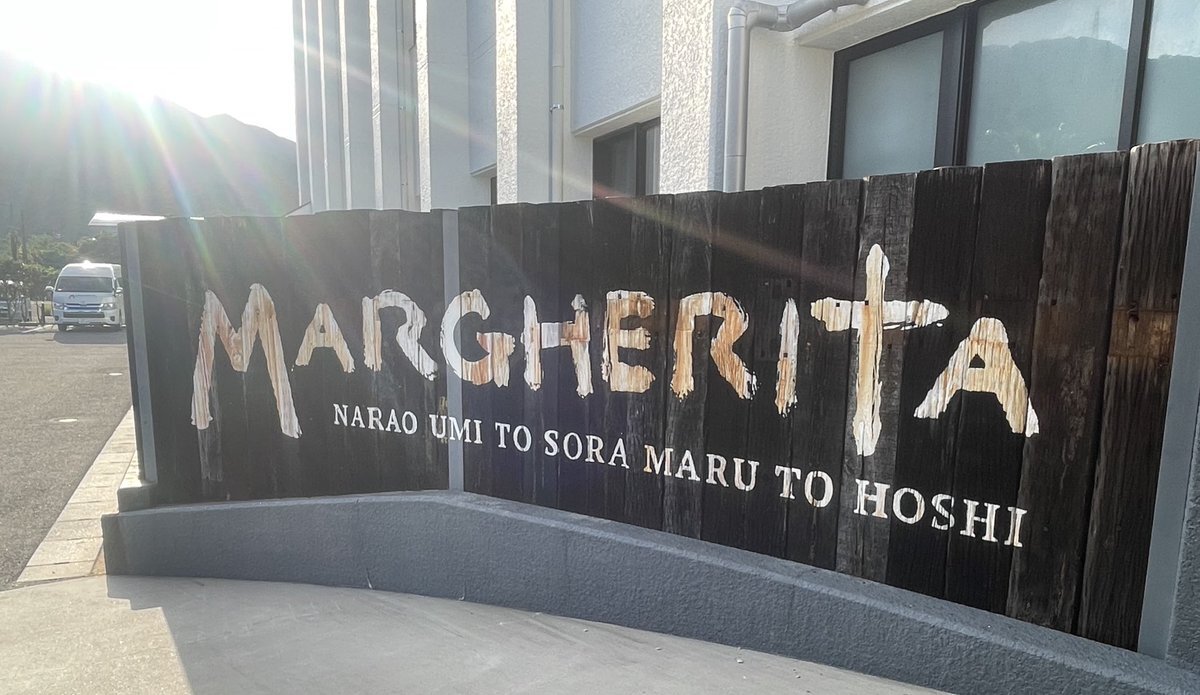 MARGHERITA
NARAO UMI TO SORA MARU TO HOSHI